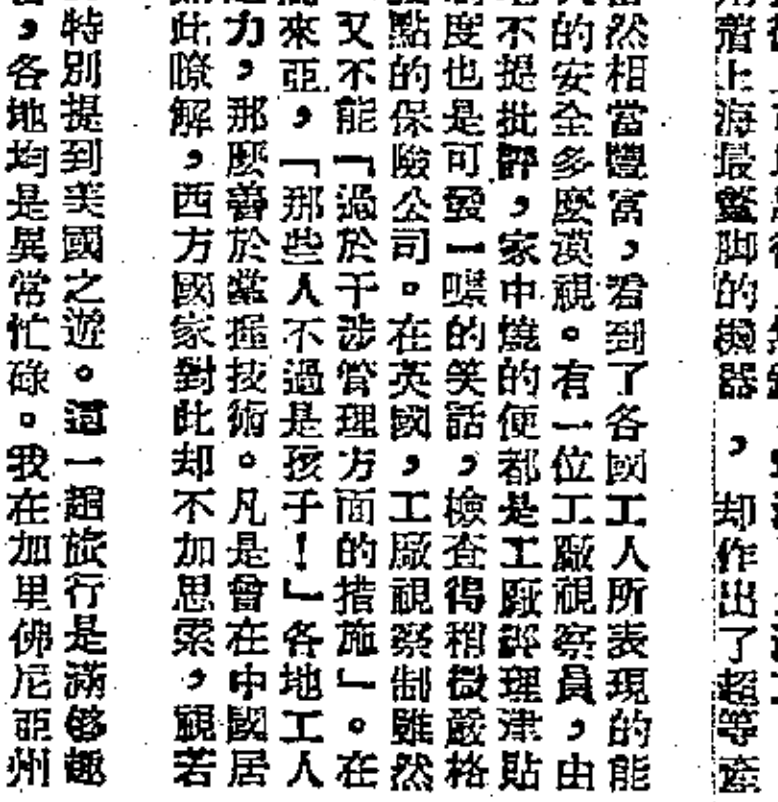 着上海最蹩脚的機器，却作出了超等產
然相當豐富，看到了各國工人所表現的能
的安全多麼漠視。有一位工廠視察員，由
不提批評，家中燒的便都是工廠經理津貼
度也是可發一噱的笑話，檢查得稍微嚴格
點的保險公司。在英國，工廠視察制雖然
又不能「過於干涉管理方面的措施」。在
來亞，「那些人不過是孩子！」各地工人
力，那麼善於掌握技術。凡是曾在中國居
此瞭解，西方國家對此却不加思索，視若
特別提到美國之遊。這一趟旅行是滿够趣
，各地均是異常忙碌。我在加里佛尼亞州